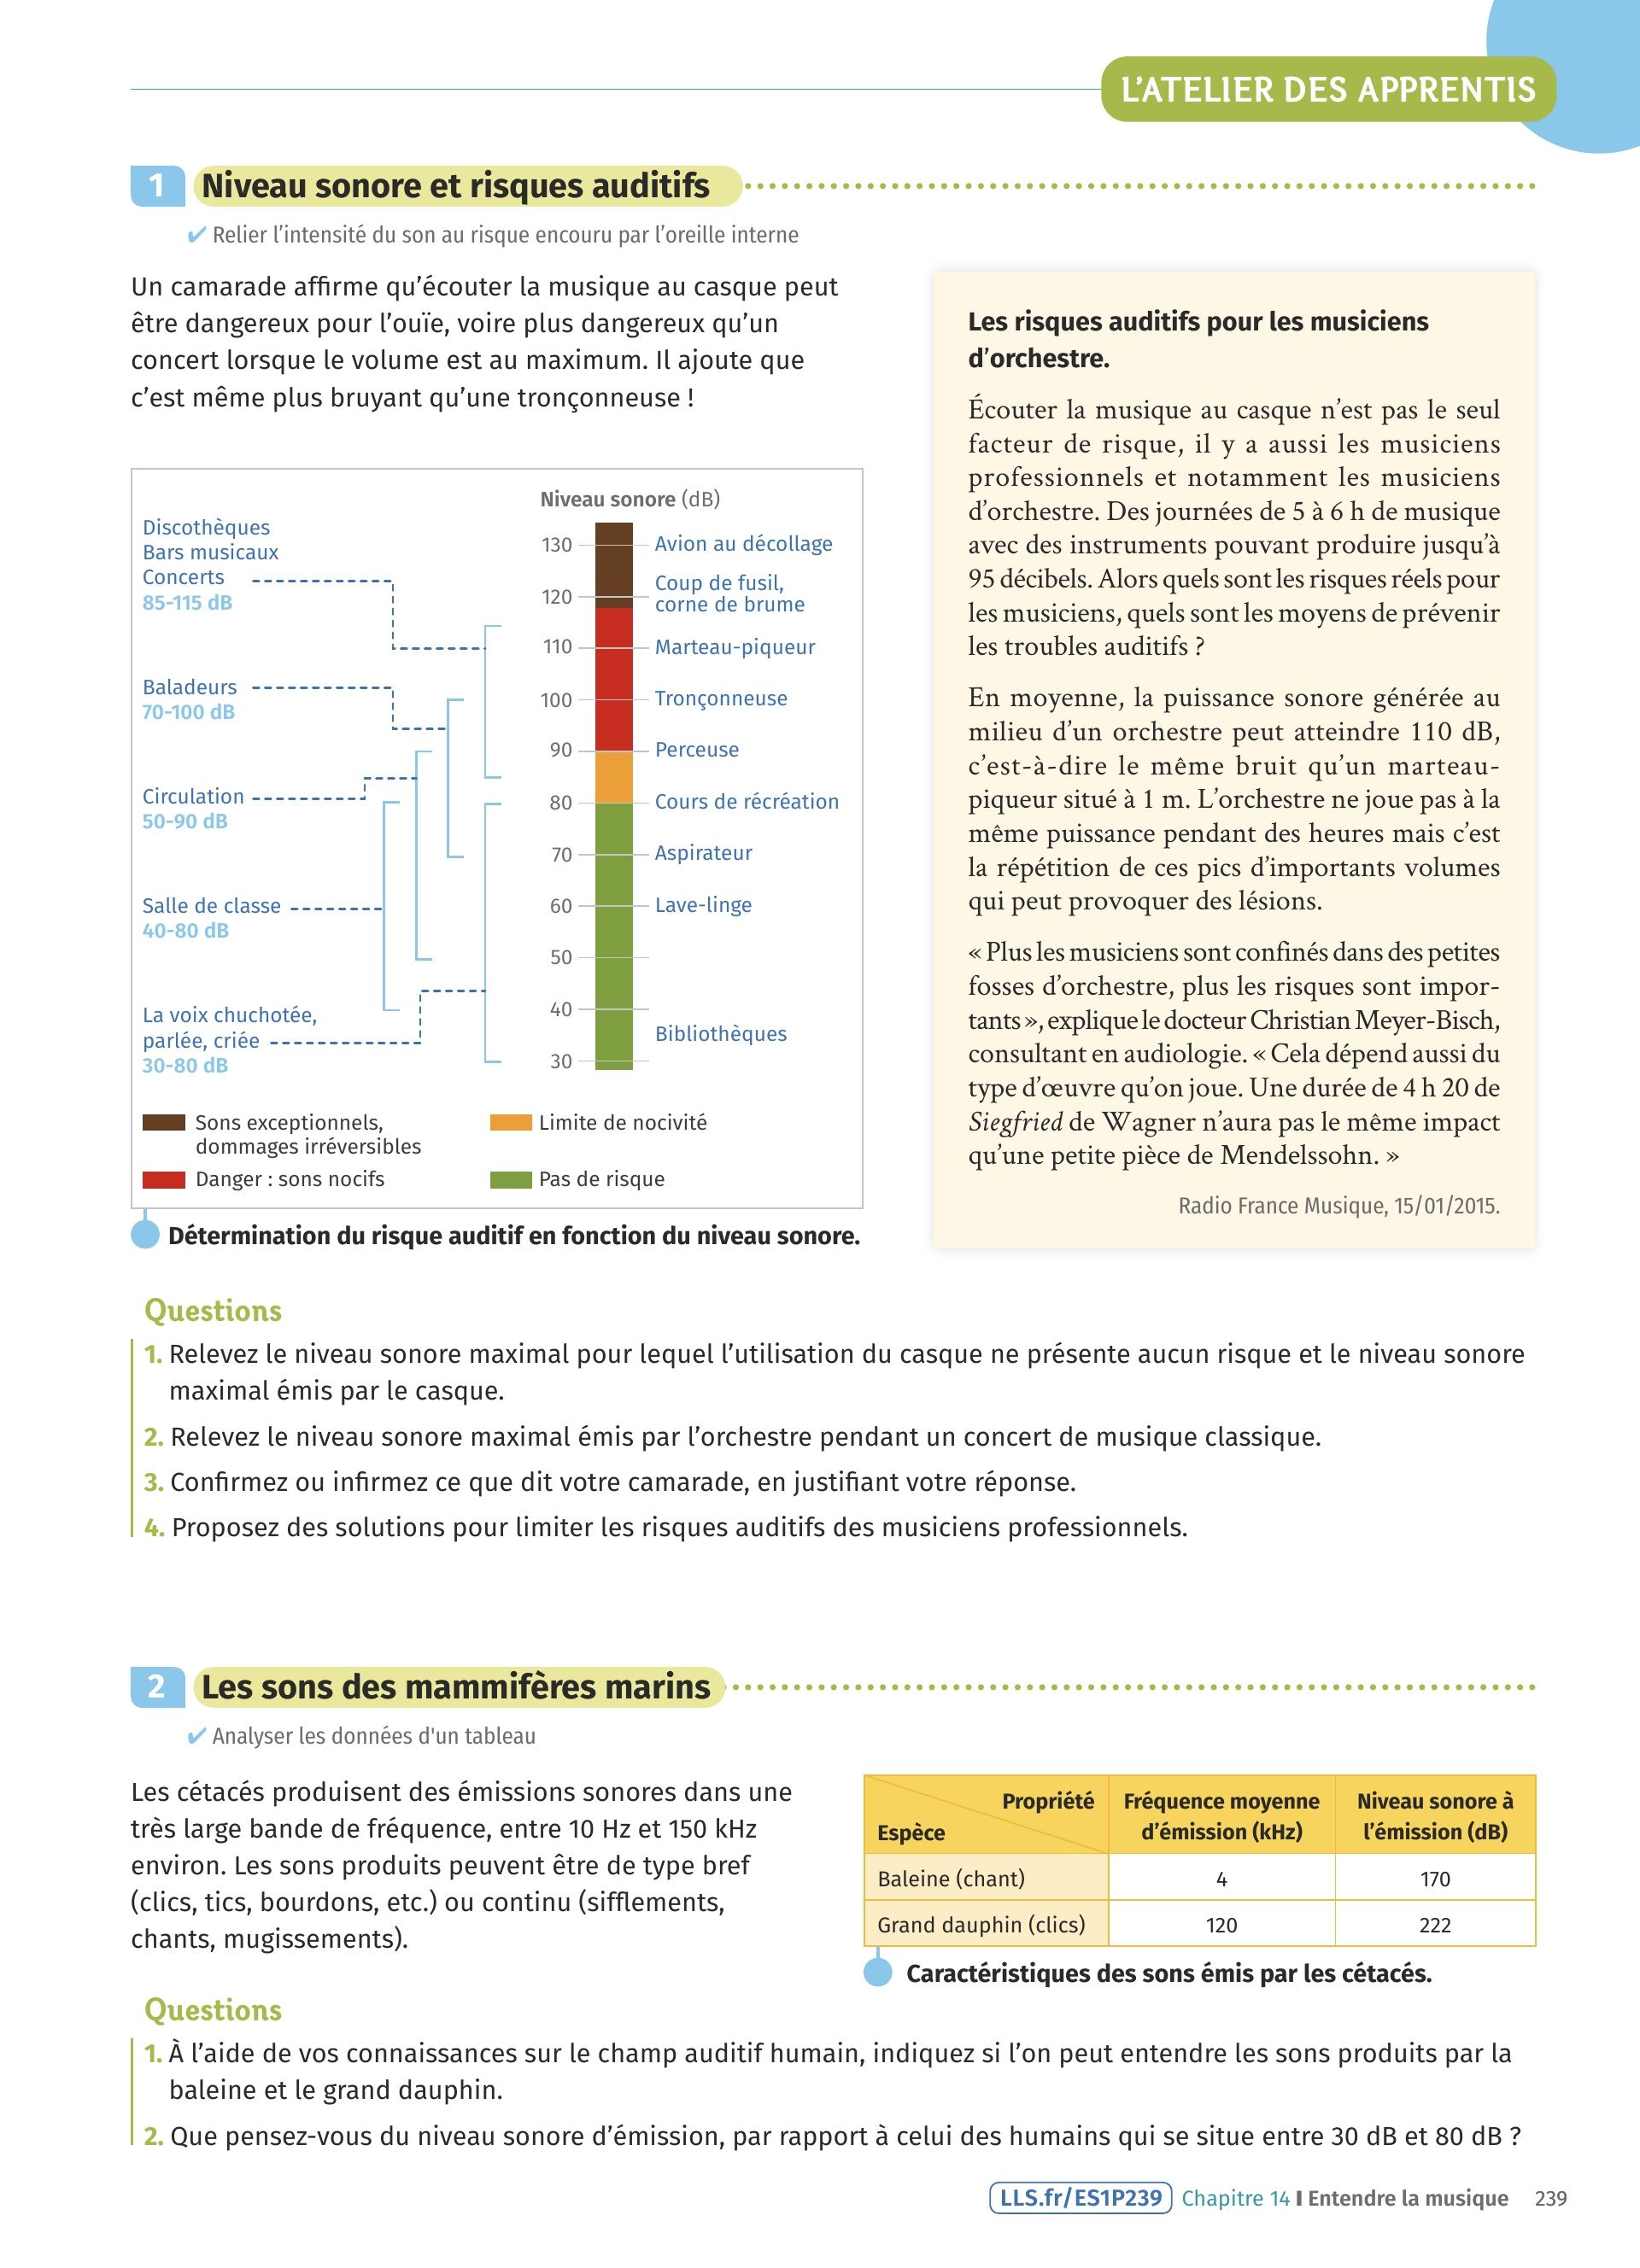 L'ATELIER DES APPRENTIS
1 Niveau sonore et risques auditifs
✔ Relier l'intensité du son au risque encouru par l'oreille interne
Un camarade affirme qu'écouter la musique au casque peut
être dangereux pour l'ouïe, voire plus dangereux qu'un
concert lorsque le volume est au maximum. Il ajoute que
c'est même plus bruyant qu'une tronçonneuse !
Niveau sonore (dB)
Discothèques
Bars musicaux
Concerts
85-115 dB
Baladeurs
70-100 dB
Circulation
50-90 dB
Salle de classe
40-80 dB
La voix chuchotée,
parlée, criée
30-80 dB
130 Avion au décollage
120 Coup de fusil,
corne de brume
110 Marteau-piqueur
100 Tronçonneuse
90 Perceuse
80 Cours de récréation
70 Aspirateur
60 Lave-linge
50
40
Bibliothèques
30
Sons exceptionnels,
dommages irréversibles
Limite de nocivité
Danger : sons nocifs
Pas de risque
Détermination du risque auditif en fonction du niveau sonore.
Les risques auditifs pour les musiciens
d'orchestre.
Écouter la musique au casque n'est pas le seul
facteur de risque, il y a aussi les musiciens
professionnels et notamment les musiciens
d'orchestre. Des journées de 5 à 6 h de musique
avec des instruments pouvant produire jusqu'à
95 décibels. Alors quels sont les risques réels pour
les musiciens, quels sont les moyens de prévenir
les troubles auditifs ?
En moyenne, la puissance sonore générée au
milieu d'un orchestre peut atteindre 110 dB,
c'est-à-dire le même bruit qu'un marteau-
piqueur situé à 1 m. L'orchestre ne joue pas à la
même puissance pendant des heures mais c'est
la répétition de ces pics d'importants volumes
qui peut provoquer des lésions.
« Plus les musiciens sont confinés dans des petites
fosses d'orchestre, plus les risques sont impor-
tants », explique le docteur Christian Meyer-Bisch,
consultant en audiologie. « Cela dépend aussi du
type d'œuvre qu'on joue. Une durée de 4 h 20 de
Siegfried de Wagner n'aura pas le même impact
qu'une petite pièce de Mendelssohn. »
Radio France Musique, 15/01/2015.
Questions
1. Relevez le niveau sonore maximal pour lequel l'utilisation du casque ne présente aucun risque et le niveau sonore
maximal émis par le casque.
2. Relevez le niveau sonore maximal émis par l'orchestre pendant un concert de musique classique.
3. Confirmez ou infirmez ce que dit votre camarade, en justifiant votre réponse.
4. Proposez des solutions pour limiter les risques auditifs des musiciens professionnels.
2 Les sons des mammifères marins
✔ Analyser les données d'un tableau
Les cétacés produisent des émissions sonores dans une
très large bande de fréquence, entre 10 Hz et 150 kHz
environ. Les sons produits peuvent être de type bref
(clics, tics, bourdons, etc.) ou continu (sifflements,
chants, mugissements).
Propriété
Espèce
Fréquence moyenne
d'émission (kHz)
Niveau sonore à
l'émission (dB)
Baleine (chant) 4 170
Grand dauphin (clics) 120 222
Caractéristiques des sons émis par les cétacés.
Questions
1. À l'aide de vos connaissances sur le champ auditif humain, indiquez si l'on peut entendre les sons produits par la
baleine et le grand dauphin.
2. Que pensez-vous du niveau sonore d'émission, par rapport à celui des humains qui se situe entre 30 dB et 80 dB ?
LLS.fr/ES1P239 Chapitre 14 I Entendre la musique 239